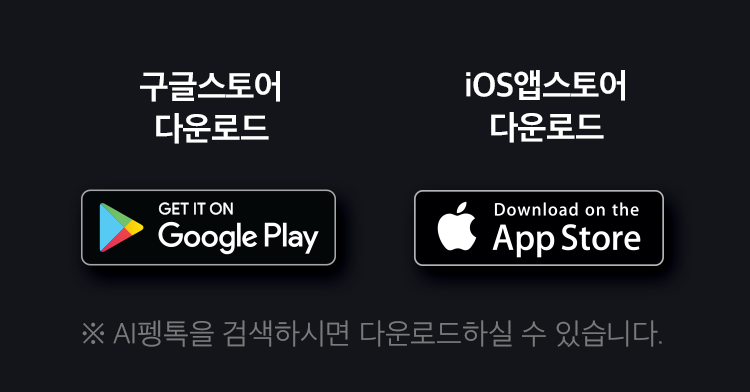 구글스토어
다운로드
iOS앱스토어
다운로드
GET IT ON
Google Play
Download on the
App Store
※ AI펭톡을 검색하시면 다운로드하실 수 있습니다.